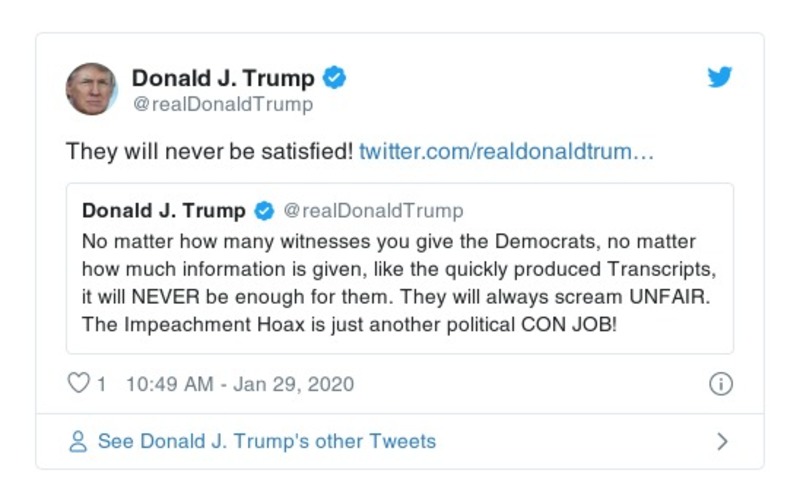 Donald J. Trump
@realDonaldTrump
They will never be satisfied! twitter.com/realdonaldtrum…
Donald J. Trump @realDonaldTrump
No matter how many witnesses you give the Democrats, no matter
how much information is given, like the quickly produced Transcripts,
it will NEVER be enough for them. They will always scream UNFAIR.
The Impeachment Hoax is just another political CON JOB!
1 10:49 AM - Jan 29, 2020
See Donald J. Trump's other Tweets